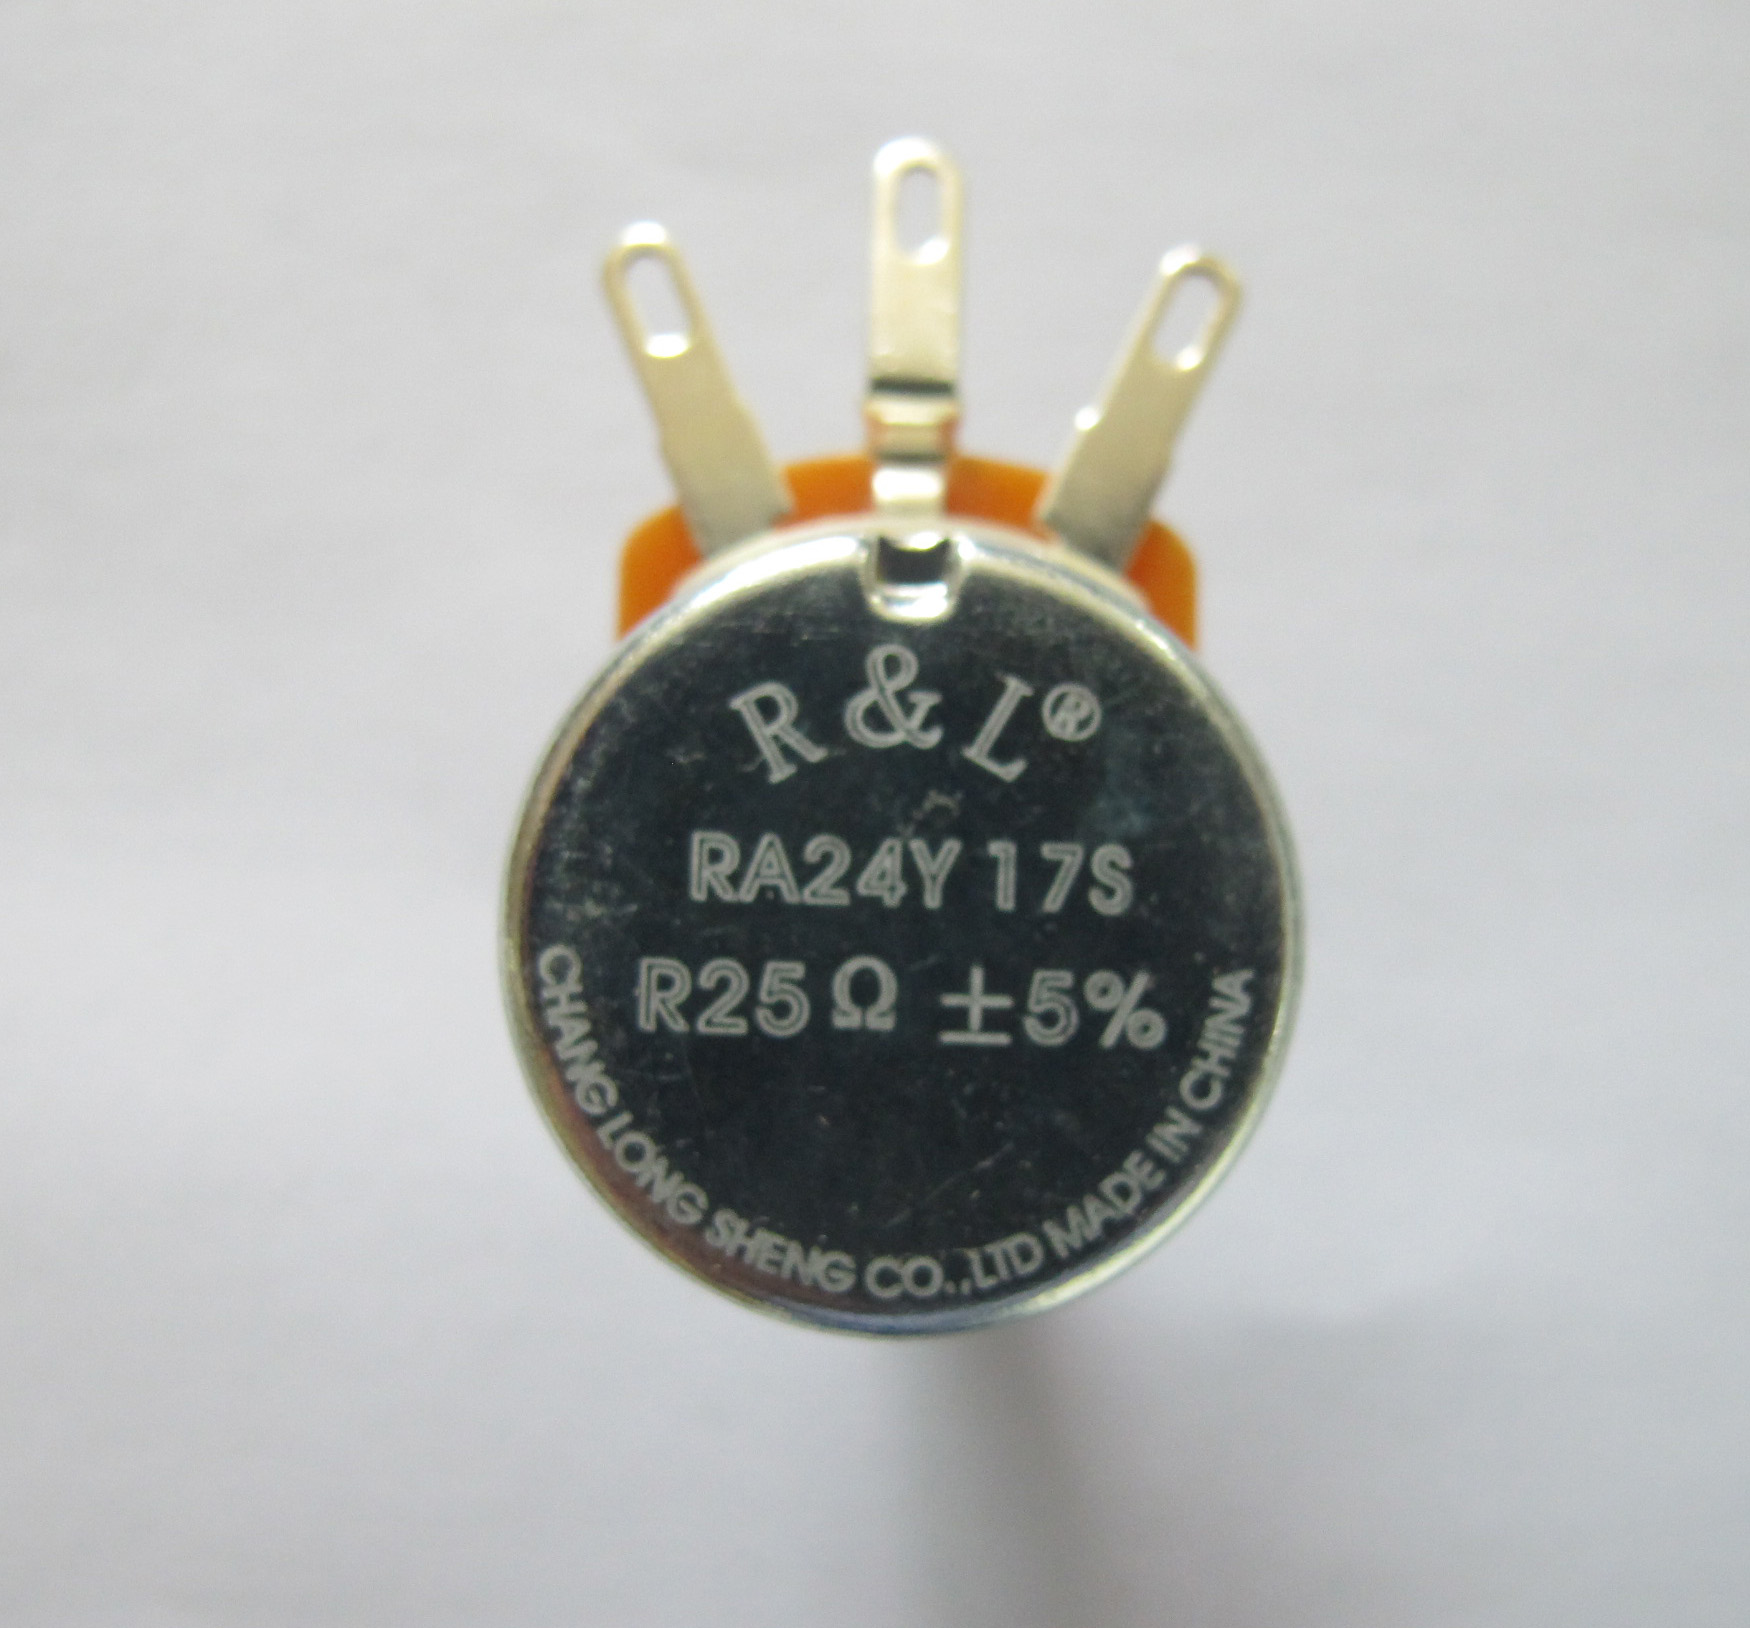 R & L®
RA24Y 17S
R25Ω ±5%
CHANG LONG SHENG CO.,LTD MADE IN CHINA